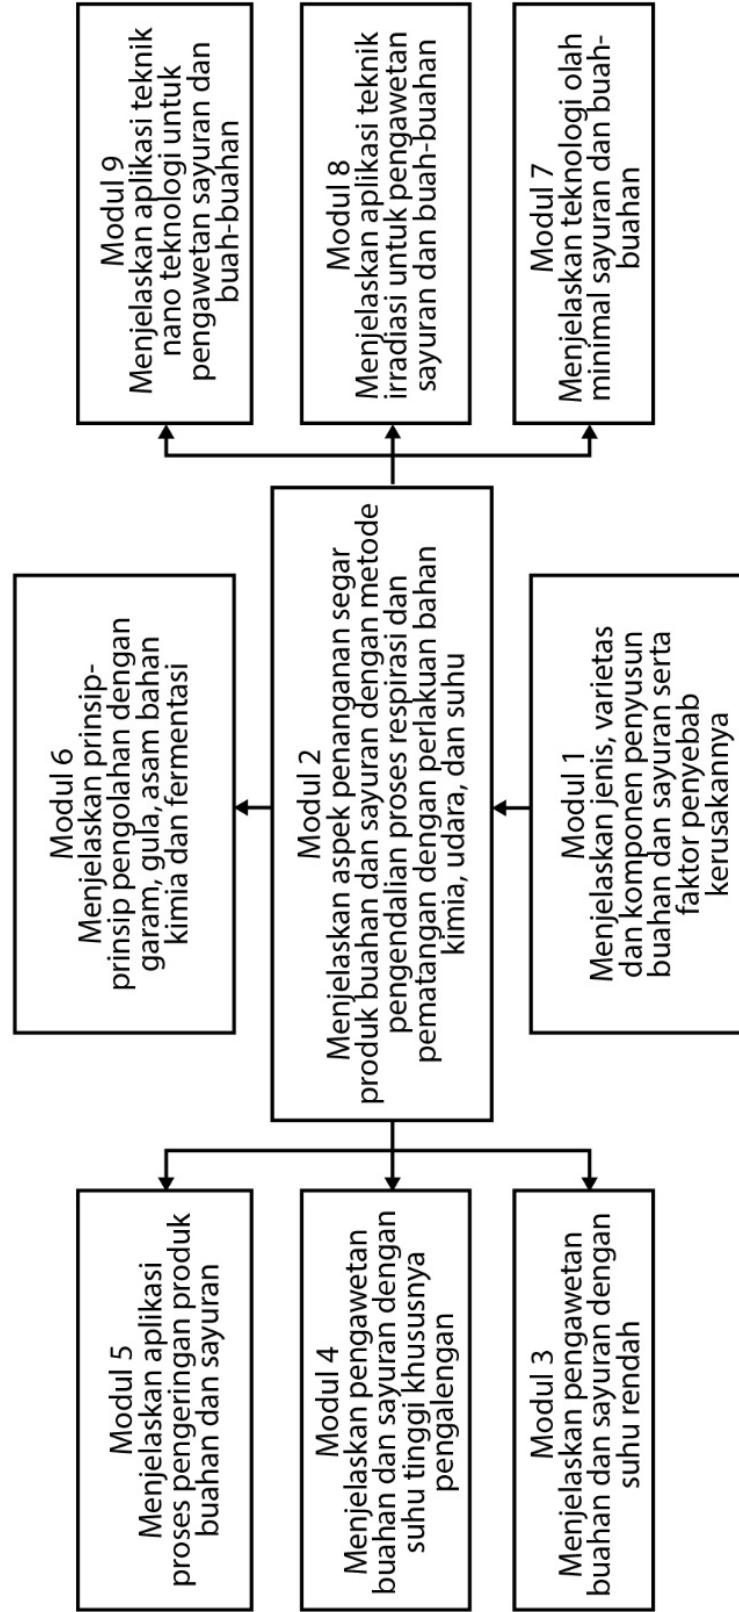 Modul 5
Menjelaskan aplikasi
proses pengeringan produk
buahan dan sayuran
Modul 4
Menjelaskan pengawetan
buahan dan sayuran dengan
suhu tinggi khususnya
pengalengan
Modul 3
Menjelaskan pengawetan
buahan dan sayuran dengan
suhu rendah
Modul 6
Menjelaskan prinsip-
prinsip pengolahan dengan
garam, gula, asam bahan
kimia dan fermentasi
Modul 2
Menjelaskan aspek penanganan segar
produk buahan dan sayuran dengan metode
pengendalian proses respirasi dan
pematangan dengan perlakuan bahan
kimia, udara, dan suhu
Modul 1
Menjelaskan jenis, varietas
dan komponen penyusun
buahan dan sayuran serta
faktor penyebab
kerusakannya
Modul 9
Menjelaskan aplikasi teknik
nano teknologi untuk
pengawetan sayuran dan
buah-buahan
Modul 8
Menjelaskan aplikasi teknik
irradiasi untuk pengawetan
sayuran dan buah-buahan
Modul 7
Menjelaskan teknologi olah
minimal sayuran dan buah-
buahan